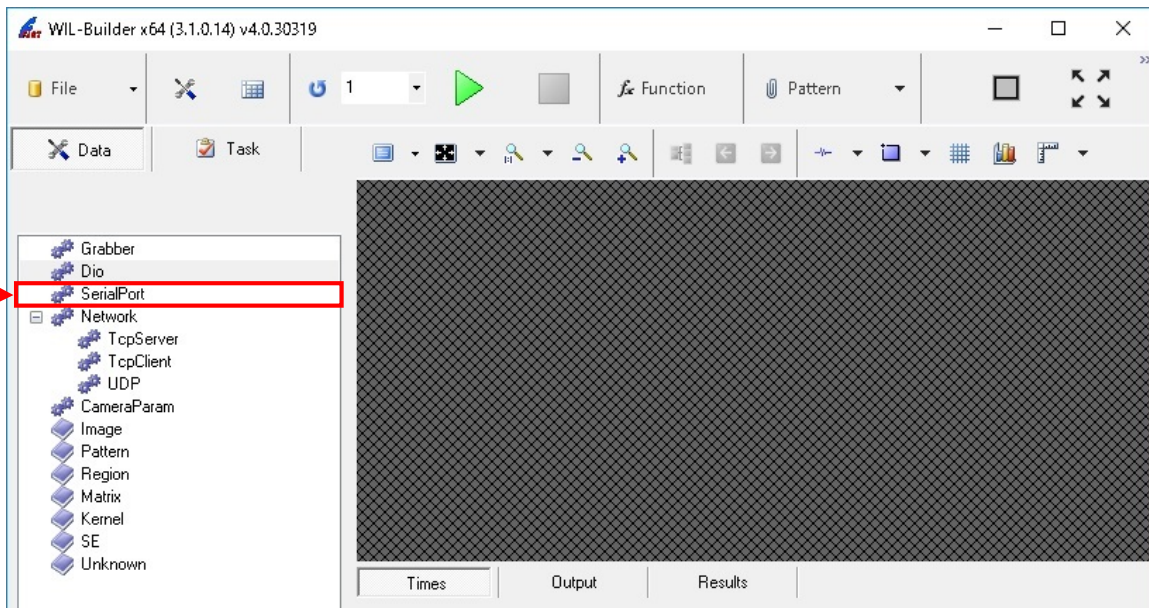 WIL-Builder x64 (3.1.0.14) v4.0.30319
File 1 fx Function Pattern
Data Task
Grabber
Dio
SerialPort
Network
TcpServer
TcpClient
UDP
CameraParam
Image
Pattern
Region
Matrix
Kernel
SE
Unknown
Times Output Results